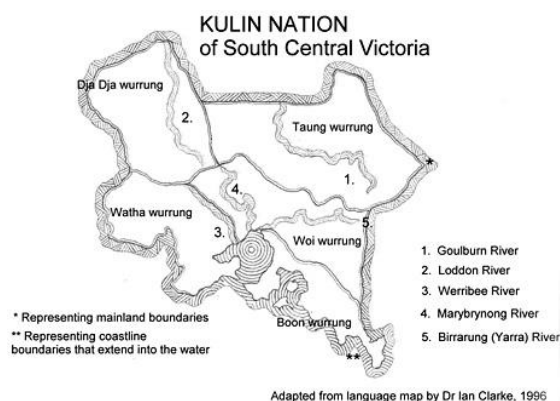 KULIN NATION
of South Central Victoria
Dja Dja wurrung
2.
Taung wurrung
*
1.
4.
Watha wurrung
5.
3.
Woi wurrung
Boon wurrung
**
1. Goulburn River
2. Loddon River
3. Werribee River
4. Marybrynong River
5. Birrarung (Yarra) River
* Representing mainland boundaries
** Representing coastline
boundaries that extend into the water
Adapted from language map by Dr Ian Clarke, 1996